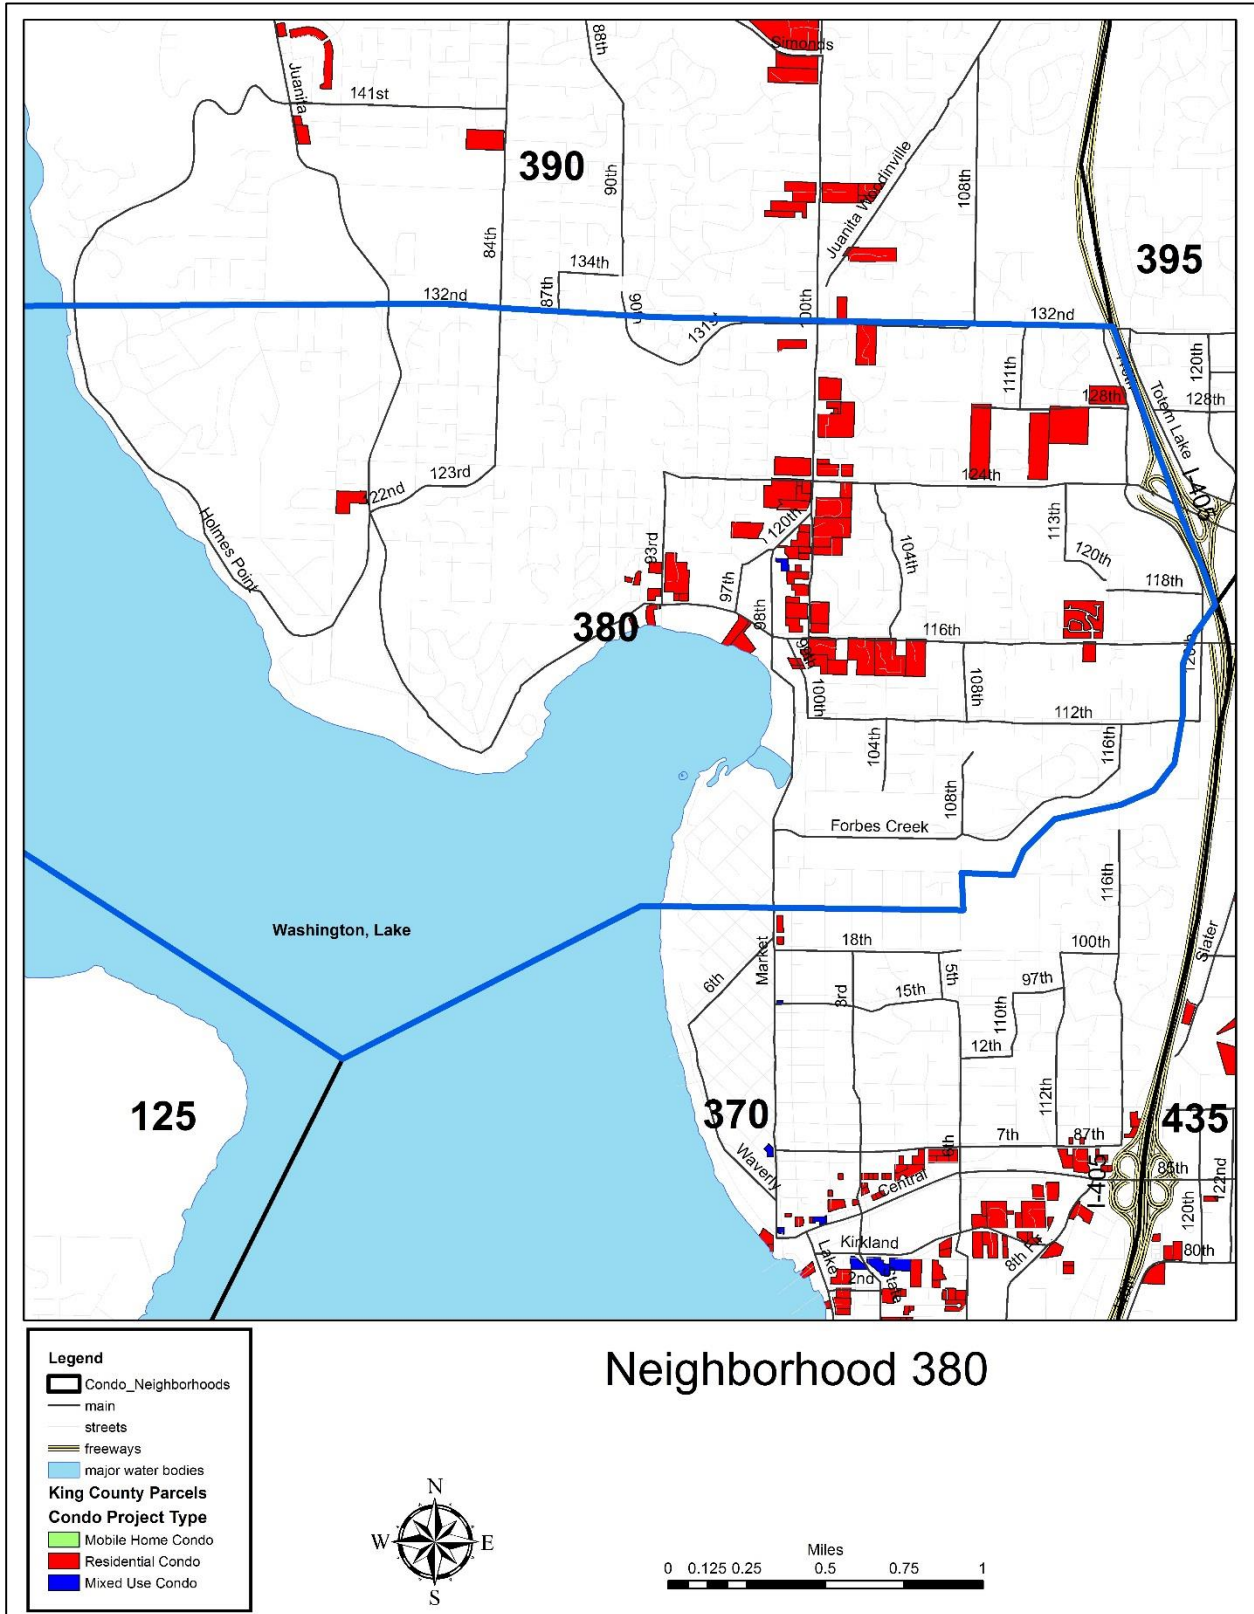 88th
Simonds
Juanita
141st
390
90th
Juanita Woodinville
108th
84th
395
134th
87th
132nd
90th
131st
100th
132nd
111th
116th
120th
128th
128th
Totem Lake
123rd
122nd
124th
I-405
Holmes Point
93rd
120th
104th
113th
120th
97th
118th
98th
380
116th
120th
100th
108th
112th
104th
116th
108th
Forbes Creek
116th
Washington, Lake
Market
18th
100th
Slater
6th
5th
97th
3rd
15th
110th
12th
125
370
112th
435
7th
87th
Waverly
6th
85th
Central
I-405
122nd
120th
Kirkland
Lake
8th
80th
2nd
State
Neighborhood 380
Legend
Condo_Neighborhoods
main
streets
freeways
major water bodies
King County Parcels
Condo Project Type
Mobile Home Condo
Residential Condo
Mixed Use Condo
N
W E
S
Miles
0 0.125 0.25 0.5 0.75 1